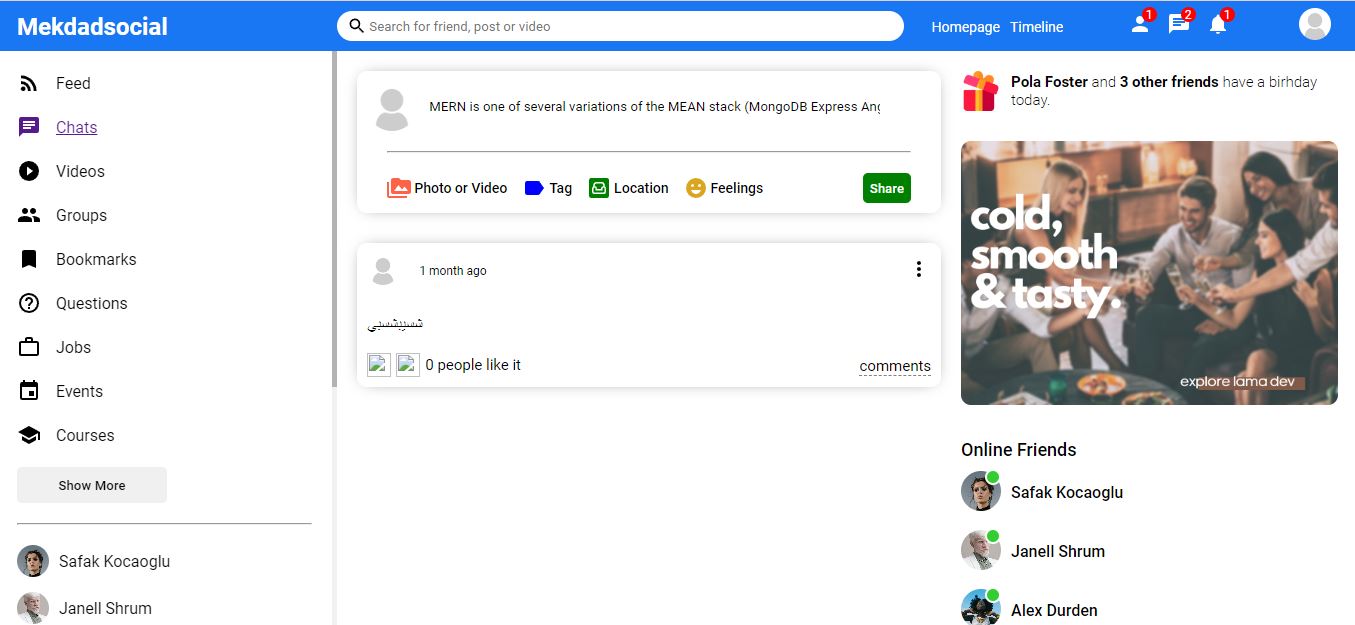 Mekdadsocial
Search for friend, post or video
Homepage Timeline
1
2
1
Feed
Chats
Videos
Groups
Bookmarks
Questions
Jobs
Events
Courses
Show More
Safak Kocaoglu
Janell Shrum
MERN is one of several variations of the MEAN stack (MongoDB Express Ang
Photo or Video
Tag
Location
Feelings
Share
1 month ago
شسيبشسبي
0 people like it
comments
Pola Foster and 3 other friends have a birhday
today.
cold,
smooth
& tasty.
explore lama dev
Online Friends
Safak Kocaoglu
Janell Shrum
Alex Durden